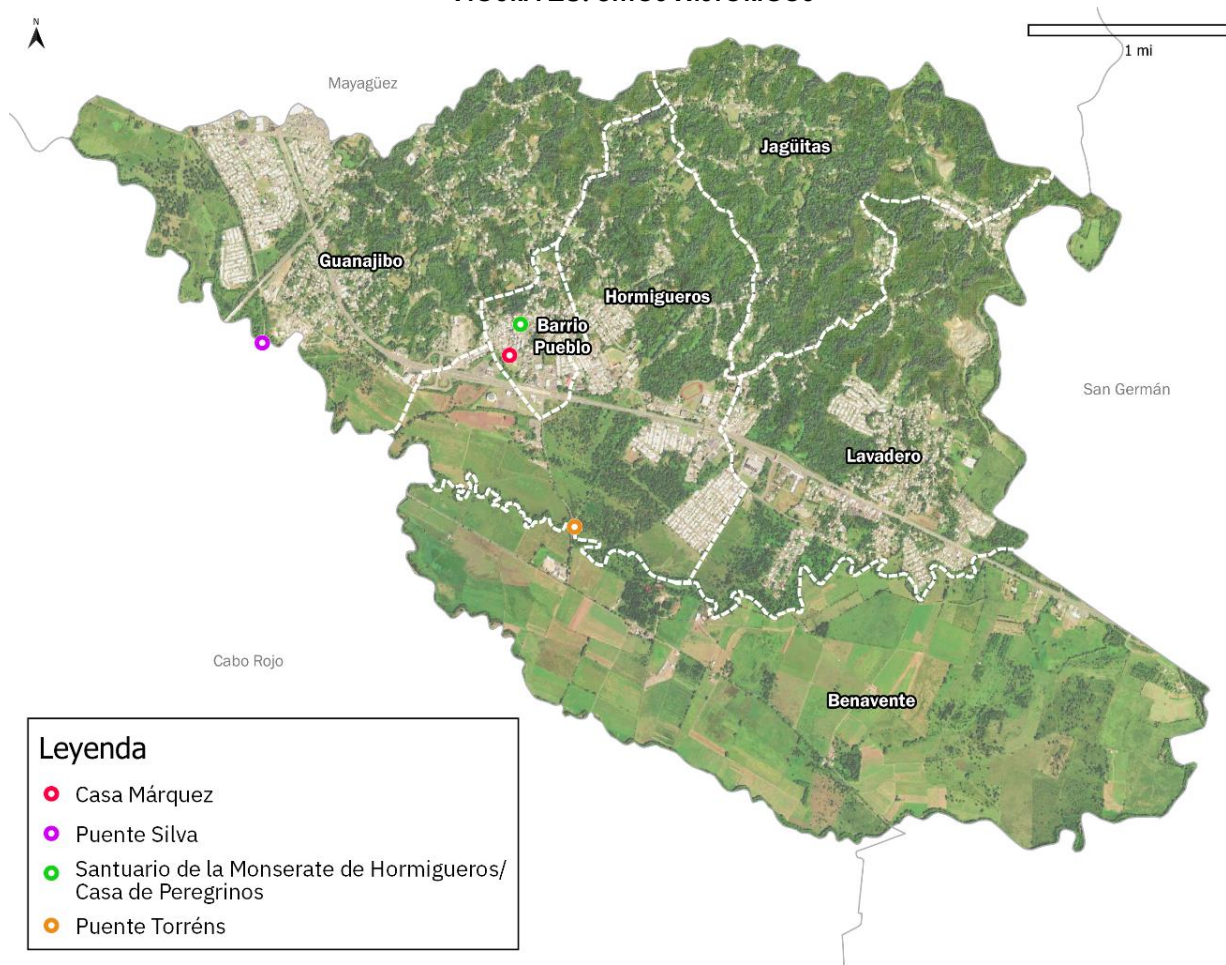 N
1 mi
Mayagüez
Jagüitas
Guanajibo
Hormigueros
Barrio
Pueblo
San Germán
Lavadero
Cabo Rojo
Benavente
Leyenda
Casa Márquez
Puente Silva
Santuario de la Monserate de Hormigueros/
Casa de Peregrinos
Puente Torréns